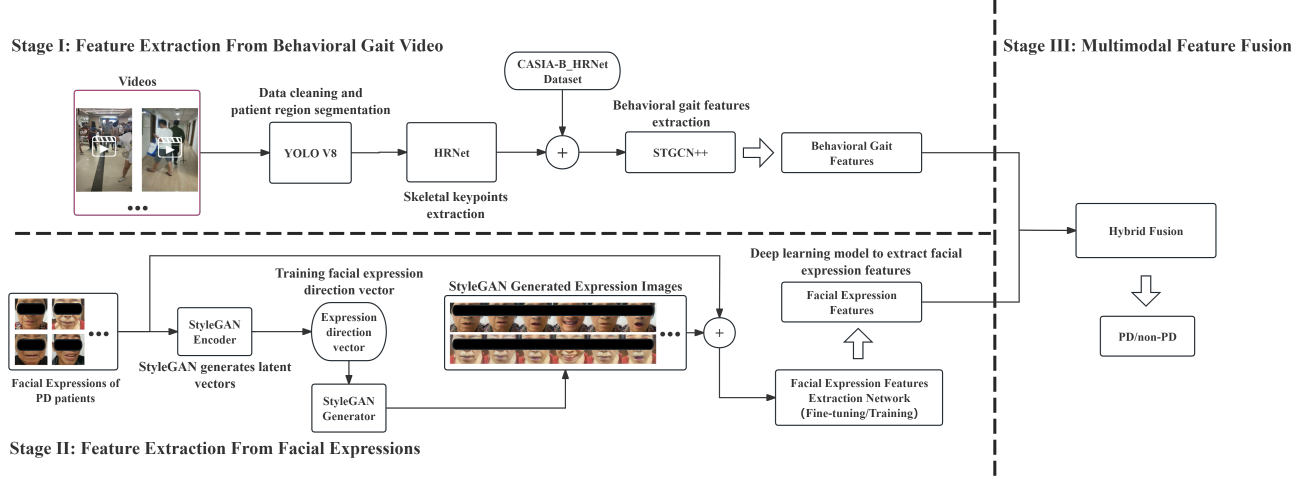 Stage I: Feature Extraction From Behavioral Gait Video
Stage III: Multimodal Feature Fusion
Videos
Data cleaning and
patient region segmentation
YOLO V8
HRNet
Skeletal keypoints
extraction
CASIA-B_HRNet
Dataset
+
Behavioral gait features
extraction
STGCN++
Behavioral Gait
Features
Hybrid Fusion
PD/non-PD
Facial Expressions of
PD patients
StyleGAN
Encoder
StyleGAN generates latent
vectors
Training facial expression
direction vector
Expression
direction
vector
StyleGAN
Generator
StyleGAN Generated Expression Images
+
Deep learning model to extract facial
expression features
Facial Expression
Features
Facial Expression Features
Extraction Network
(Fine-tuning/Training)
Stage II: Feature Extraction From Facial Expressions